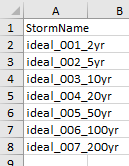 A B
1 StormName
2 ideal_001_2yr
3 ideal_002_5yr
4 ideal_003_10yr
5 ideal_004_20yr
6 ideal_005_50yr
7 ideal_006_100yr
8 ideal_007_200yr